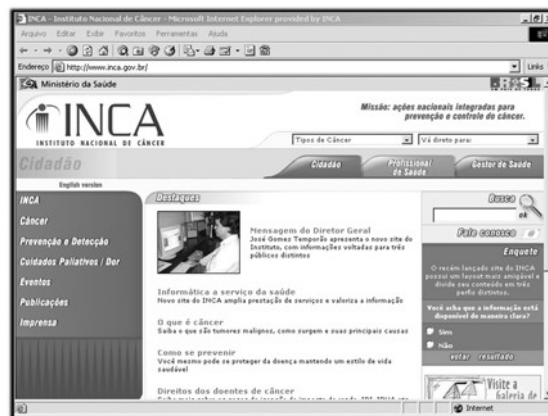 INCA - Instituto Nacional de Câncer - Microsoft Internet Explorer provided by INCA
Arquivo Editar Exibir Favoritos Ferramentas Ajuda
Endereço http://www.inca.gov.br/ Links
Ministério da Saúde
INCA
INSTITUTO NACIONAL DE CÂNCER
Missão: ações nacionais integradas para
prevenção e controle do câncer.
Tipos de Câncer Vá direto para:
Cidadão
Cidadão Profissional de Saúde Gestor de Saúde
English version
INCA
Câncer
Prevenção e Detecção
Cuidados Paliativos / Dor
Eventos
Publicações
Imprensa
Destaques
Mensagem do Diretor Geral
José Gomes Temporão apresenta o novo site do
Instituto, com informações voltadas para três
públicos distintos
Informática a serviço da saúde
Novo site do INCA amplia prestação de serviços e valoriza a informação
O que é câncer
Saiba o que são tumores malignos, como surgem e suas principais causas
Como se prevenir
Você mesmo pode se proteger da doença mantendo um estilo de vida
saudável
Direitos dos doentes de câncer
Busca
ok
Fale conosco
Enquete
O recém lançado site do INCA
possui um layout mais amigável e
divide seu conteúdo em três
perfis distintos.
Você acha que a informação está
disponível de maneira clara?
Sim
Não
votar resultado
Visite a
Galeria de
Internet